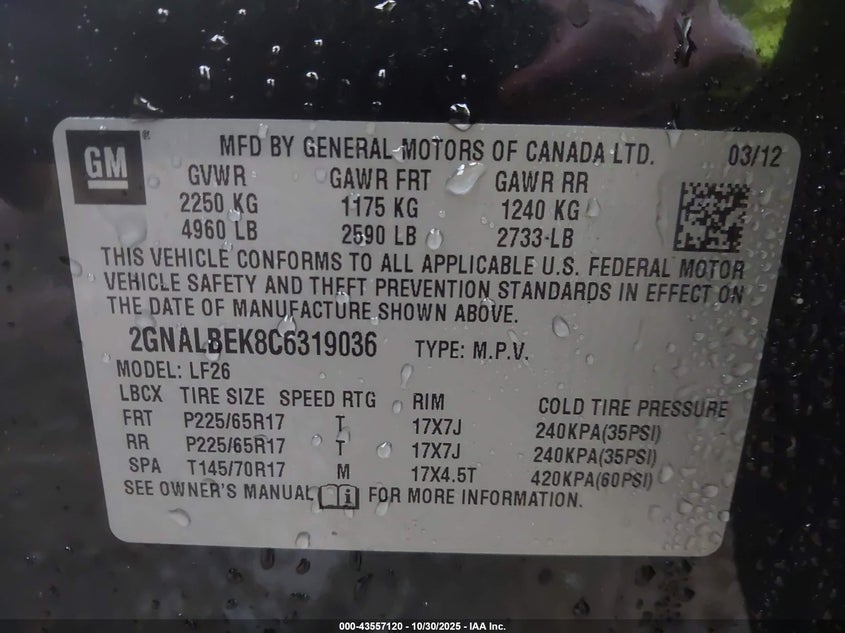 GM
MFD BY GENERAL MOTORS OF CANADA LTD. 03/12
GVWR GAWR FRT GAWR RR
2250 KG 1175 KG 1240 KG
4960 LB 2590 LB 2733 LB
THIS VEHICLE CONFORMS TO ALL APPLICABLE U.S. FEDERAL MOTOR
VEHICLE SAFETY AND THEFT PREVENTION STANDARDS IN EFFECT ON
THE DATE OF MANUFACTURE SHOWN ABOVE.
2GNALBEK8C6319036 TYPE: M.P.V.
MODEL: LF26
LBCX TIRE SIZE SPEED RTG RIM COLD TIRE PRESSURE
FRT P225/65R17 T 17X7J 240KPA(35PSI)
RR P225/65R17 T 17X7J 240KPA(35PSI)
SPA T145/70R17 M 17X4.5T 420KPA(60PSI)
SEE OWNER'S MANUAL FOR MORE INFORMATION.
000-43557120 - 10/30/2025 - IAA Inc.